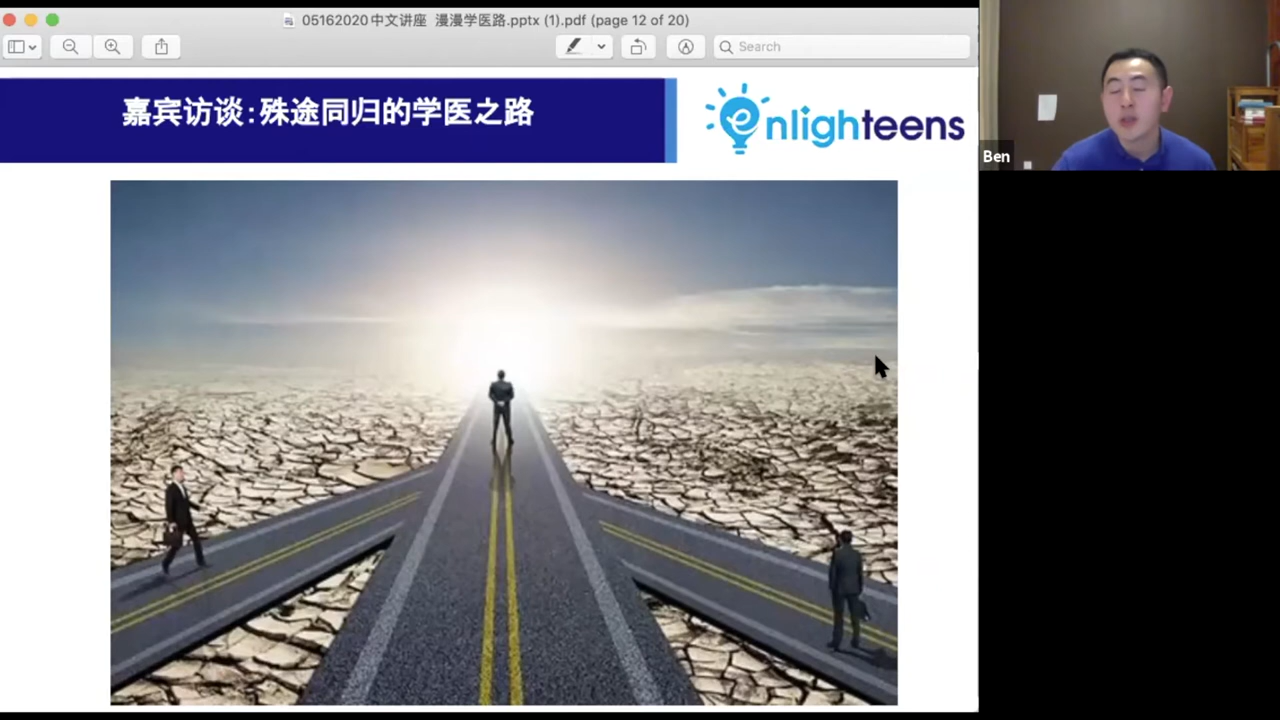 05162020中文讲座 漫漫学医路.pptx (1).pdf (page 12 of 20)
Search
嘉宾访谈:殊途同归的学医之路
enlighteens
Ben